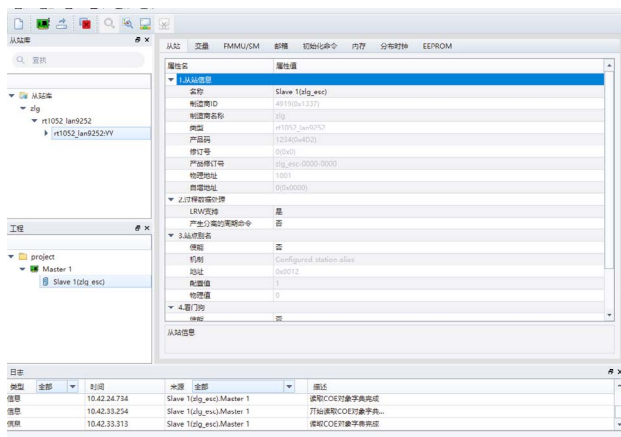 从站库
查找
从站库
zlg
rt1052 lan9252
rt1052_lan9252:YY
工程
project
Master 1
Slave 1(zlg esc)
从站 变量 FMMU/SM 邮箱 初始化命令 内存 分布时钟 EEPROM
属性名 属性值
1.从站信息
名称 Slave 1(zlg_esc)
制造商ID 4919(0x1337)
制造商名称 zlg
类型 rt1052_lan9252
产品码 1234(0x4D2)
修订号 0(0x0)
产品修订号 zlg_esc-0000-0000
物理地址 1001
自增地址 0(0x0000)
2.过程数据处理
LRW支持 是
产生分离的周期命令 否
3.站点别名
使能 否
机制 Configured station alias
地址 0x0012
配置值 1
物理值 0
4.看门狗
使能 否
从站信息
日志
类型 全部 时间 来源 全部 描述
信息 10.42.24.734 Slave 1(zlg_esc).Master 1 读取COE对象字典完成
信息 10.42.33.254 Slave 1(zlg_esc).Master 1 开始读取COE对象字典...
信息 10.42.33.313 Slave 1(zlg_esc).Master 1 读取COE对象字典完成